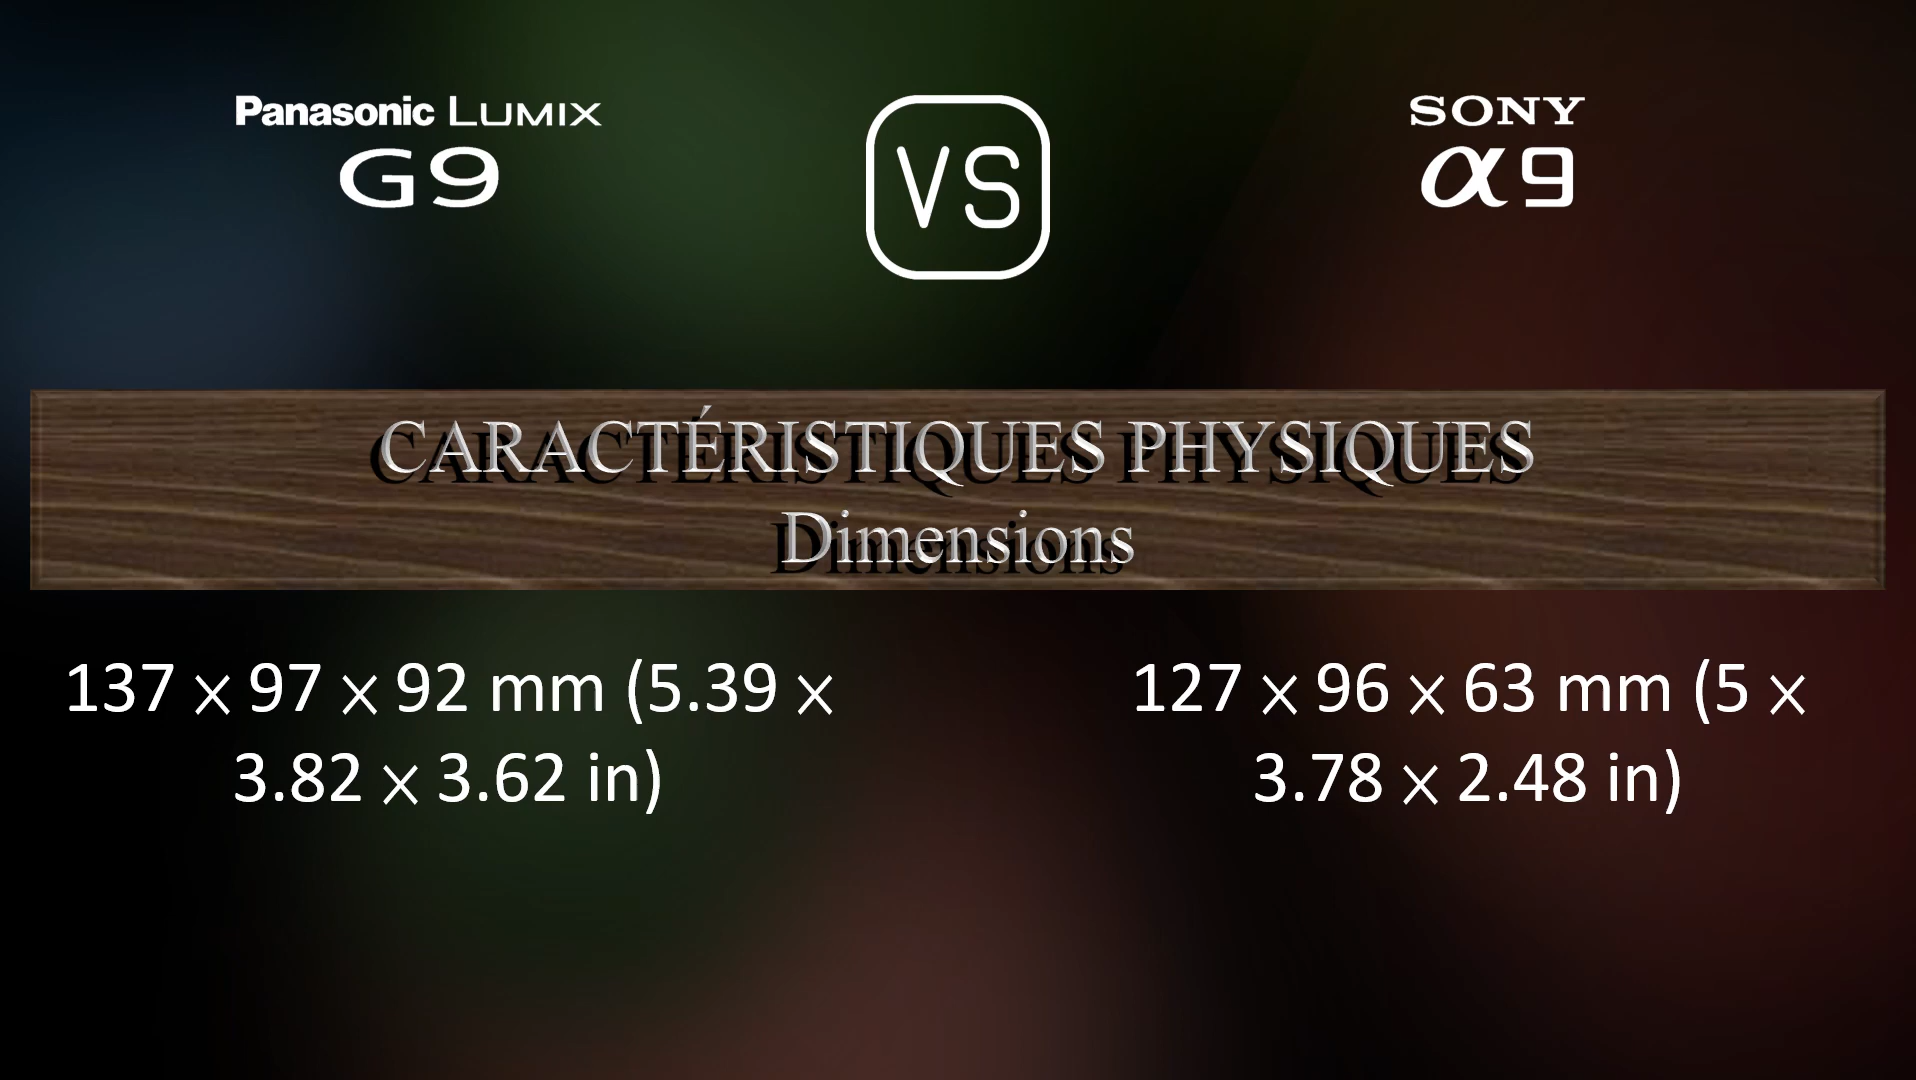 Panasonic LUMIX
G9
VS
SONY
α9
CARACTÉRISTIQUES PHYSIQUES
Dimensions
137 x 97 x 92 mm (5.39 x
3.82 x 3.62 in)
127 x 96 x 63 mm (5 x
3.78 x 2.48 in)